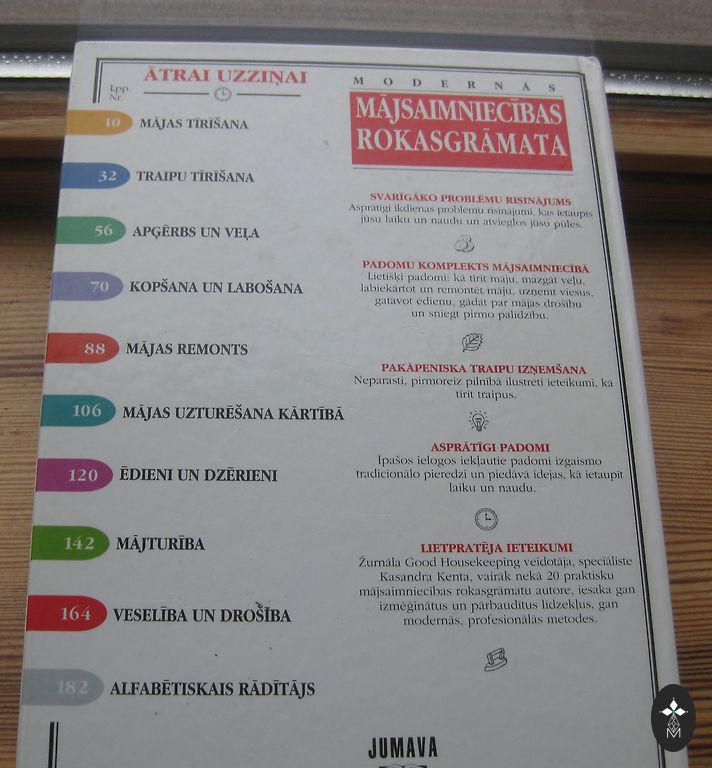 ĀTRAI UZZIŅAI
Lpp.
Nr.
10 MĀJAS TĪRĪŠANA
32 TRAIPU TĪRĪŠANA
56 APĢĒRBS UN VEĻA
70 KOPŠANA UN LABOŠANA
88 MĀJAS REMONTS
106 MĀJAS UZTURĒŠANA KĀRTĪBĀ
120 ĒDIENI UN DZĒRIENI
142 MĀJTURĪBA
164 VESELĪBA UN DROŠĪBA
182 ALFABĒTISKAIS RĀDĪTĀJS
MODERNĀS
MĀJSAIMNIECĪBAS
ROKASGRĀMATA
SVARĪGĀKO PROBLĒMU RISINĀJUMS
Asprātīgi ikdienas problēmu risinājumi, kas ietaupīs
jūsu laiku un naudu un atvieglos jūsu pūles.
PADOMU KOMPLEKTS MĀJSAIMNIECĪBĀ
Lietišķi padomi: kā tīrīt māju, mazgāt veļu,
labiekārtot un remontēt māju, uzņemt viesus,
gatavot ēdienu, gādāt par mājas drošību
un sniegt pirmo palīdzību.
PAKĀPENISKA TRAIPU IZŅEMŠANA
Neparasti, pirmoreiz pilnībā ilustrēti ieteikumi, kā
tīrīt traipus.
ASPRĀTĪGI PADOMI
Īpašos ielogos iekļautie padomi izgaismo
tradicionālo pieredzi un piedāvā idejas, kā ietaupīt
laiku un naudu.
LIETPRATĒJA IETEIKUMI
Žurnāla Good Housekeeping veidotāja, speciāliste
Kasandra Kenta, vairāk nekā 20 praktisku
mājsaimniecības rokasgrāmatu autore, iesaka gan
izmēģinātus un pārbaudītus līdzekļus, gan
modernās, profesionālās metodes.
JUMAVA
M